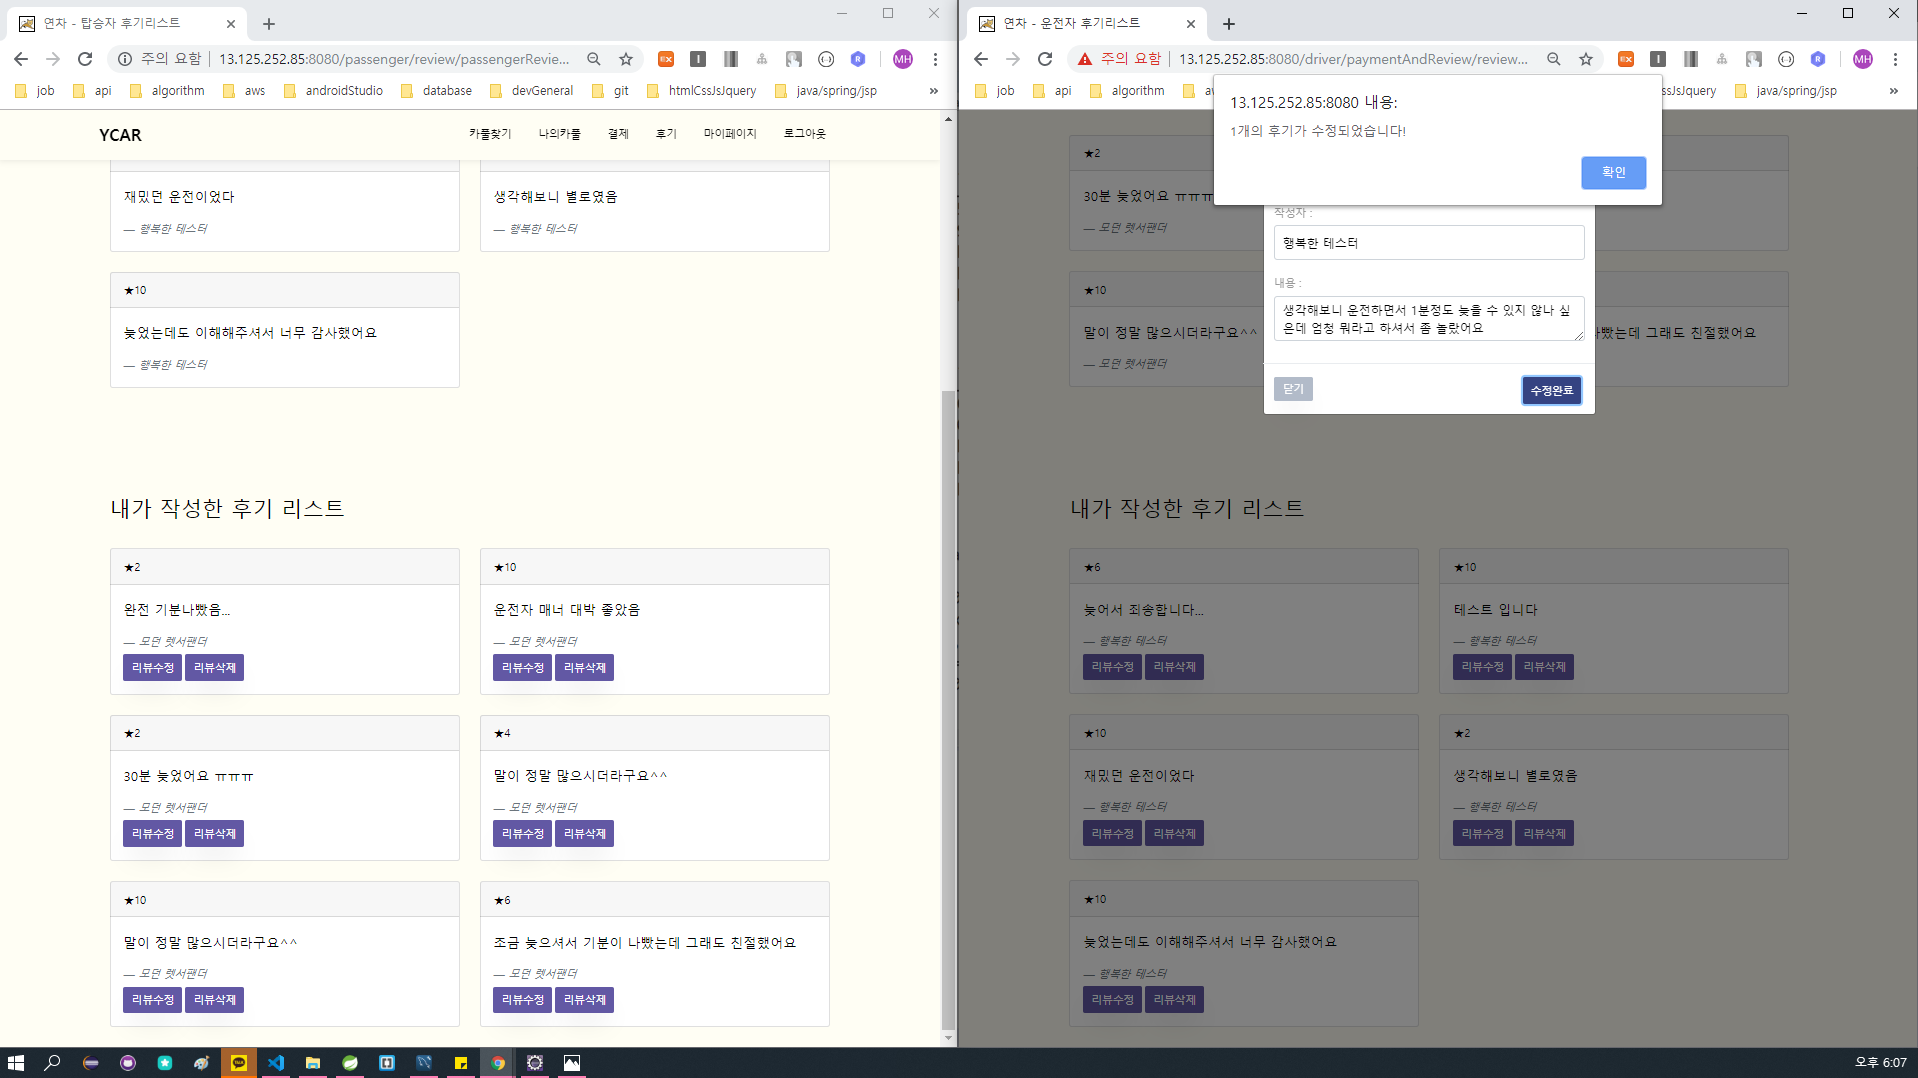 연차 - 탑승자 후기리스트
주의 요함 | 13.125.252.85:8080/passenger/review/passengerRevie...
MH
job
api
algorithm
aws
androidStudio
database
devGeneral
git
htmlCssJsJquery
java/spring/jsp
»
YCAR
카풀찾기
나의카풀
결제
후기
마이페이지
로그아웃
재밌던 운전이었다
— 행복한 테스터
생각해보니 별로였음
— 행복한 테스터
★10
늦었는데도 이해해주셔서 너무 감사했어요
— 행복한 테스터
내가 작성한 후기 리스트
★2
완전 기분나빴음...
— 모던 렛서팬더
리뷰수정 리뷰삭제
★10
운전자 매너 대박 좋았음
— 모던 렛서팬더
리뷰수정 리뷰삭제
★2
30분 늦었어요 ㅠㅠㅠ
— 모던 렛서팬더
리뷰수정 리뷰삭제
★4
말이 정말 많으시더라구요^^
— 모던 렛서팬더
리뷰수정 리뷰삭제
★10
말이 정말 많으시더라구요^^
— 모던 렛서팬더
리뷰수정 리뷰삭제
★6
조금 늦으셔서 기분이 나빴는데 그래도 친절했어요
— 모던 렛서팬더
리뷰수정 리뷰삭제
연차 - 운전자 후기리스트
주의 요함 | 13.125.252.85:8080/driver/paymentAndReview/review...
MH
job
api
algorithm
aw
ssJsJquery
java/spring/jsp
»
13.125.252.85:8080 내용:
1개의 후기가 수정되었습니다!
확인
★2
30분 늦었어요 ㅠㅠㅠ
— 모던 렛서팬더
★10
말이 정말 많으시더라구요^^
— 모던 렛서팬더
빴는데 그래도 친절했어요
작성자 :
행복한 테스터
내용 :
생각해보니 운전하면서 1분정도 늦을 수 있지 않나 싶
은데 엄청 뭐라고 하셔서 좀 놀랐어요
닫기
수정완료
내가 작성한 후기 리스트
★6
늦어서 죄송합니다...
— 행복한 테스터
리뷰수정 리뷰삭제
★10
테스트 입니다
— 행복한 테스터
리뷰수정 리뷰삭제
★10
재밌던 운전이었다
— 행복한 테스터
리뷰수정 리뷰삭제
★2
생각해보니 별로였음
— 행복한 테스터
리뷰수정 리뷰삭제
★10
늦었는데도 이해해주셔서 너무 감사했어요
— 행복한 테스터
리뷰수정 리뷰삭제
오후 6:07